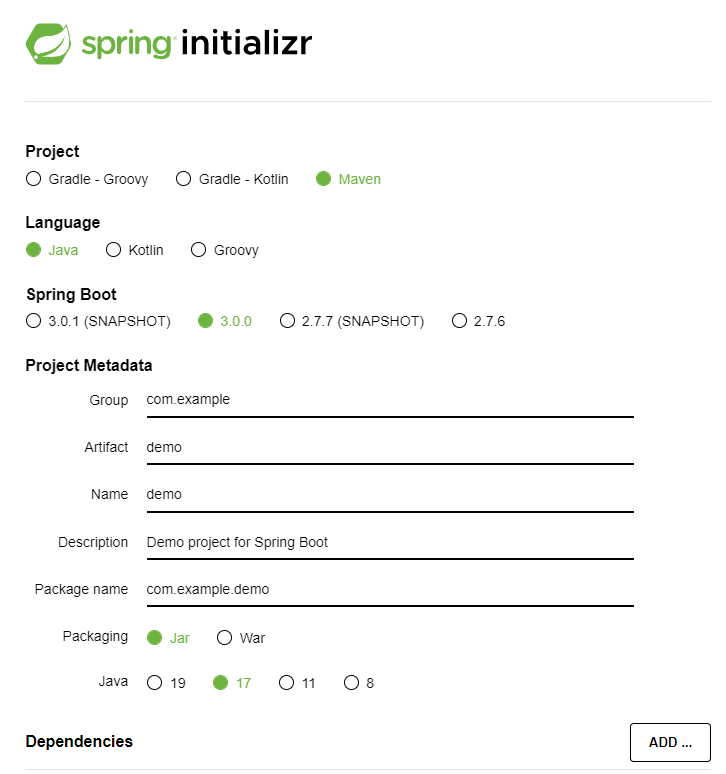 spring initializr
Project
Gradle - Groovy Gradle - Kotlin Maven
Language
Java Kotlin Groovy
Spring Boot
3.0.1 (SNAPSHOT) 3.0.0 2.7.7 (SNAPSHOT) 2.7.6
Project Metadata
Group com.example
Artifact demo
Name demo
Description Demo project for Spring Boot
Package name com.example.demo
Packaging Jar War
Java 19 17 11 8
Dependencies ADD ...